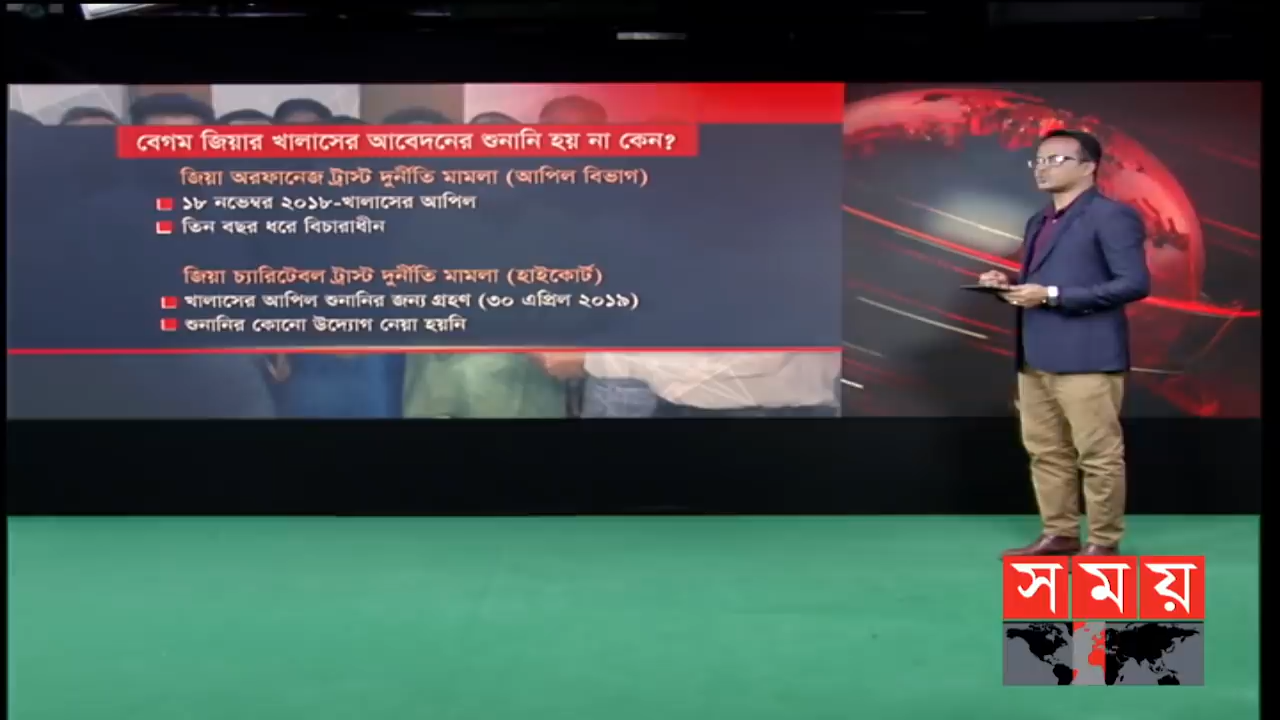 বেগম জিয়ার খালাসের আবেদনের শুনানি হয় না কেন?
জিয়া অরফানেজ ট্রাস্ট দুর্নীতি মামলা (আপিল বিভাগ)
১৮ নভেম্বর ২০১৮-খালাসের আপিল
তিন বছর ধরে বিচারাধীন
জিয়া চ্যারিটেবল ট্রাস্ট দুর্নীতি মামলা (হাইকোর্ট)
খালাসের আপিল শুনানির জন্য গ্রহণ (৩০ এপ্রিল ২০১৯)
শুনানির কোনো উদ্যোগ নেয়া হয়নি
সময়